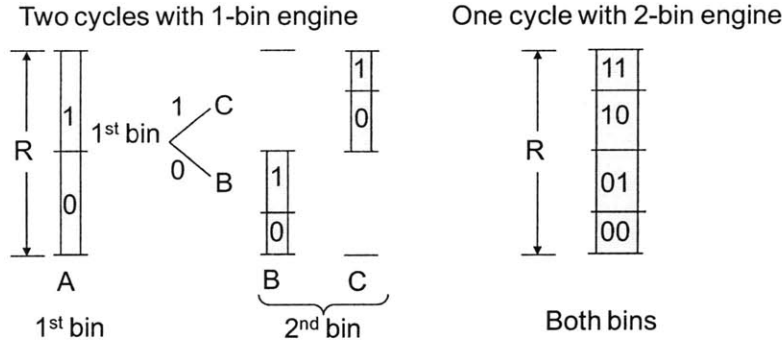 Two cycles with 1-bin engine
One cycle with 2-bin engine
R
1
0
A
1st bin
1st bin
1
0
C
B
1
0
B
1
0
C
2nd bin
R
11
10
01
00
Both bins